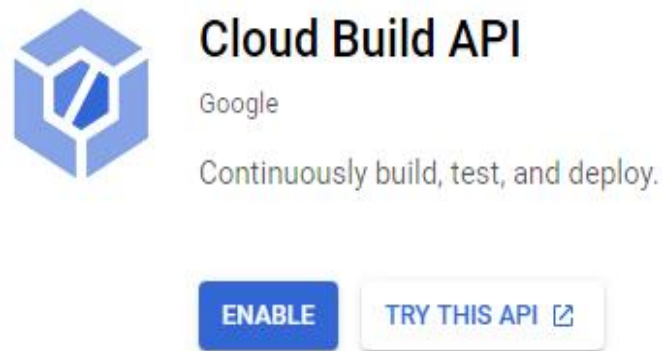 Cloud Build API
Google
Continuously build, test, and deploy.
ENABLE
TRY THIS API